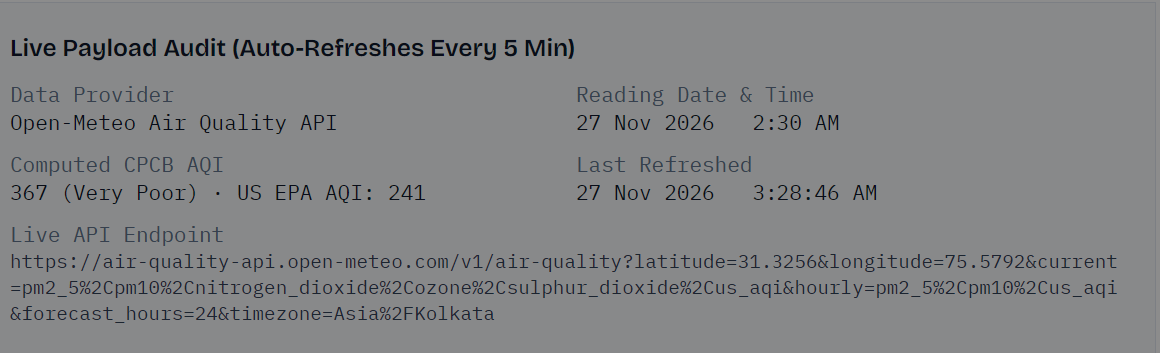 Live Payload Audit (Auto-Refreshes Every 5 Min)
Data Provider
Open-Meteo Air Quality API
Reading Date & Time
27 Nov 2026 2:30 AM
Computed CPCB AQI
367 (Very Poor) · US EPA AQI: 241
Last Refreshed
27 Nov 2026 3:28:46 AM
Live API Endpoint
https://air-quality-api.open-meteo.com/v1/air-quality?latitude=31.3256&longitude=75.5792&current
=pm2_5%2Cpm10%2Cnitrogen_dioxide%2Cozone%2Csulphur_dioxide%2Cus_aqi&hourly=pm2_5%2Cpm10%2Cus_aqi
&forecast_hours=24&timezone=Asia%2FKolkata